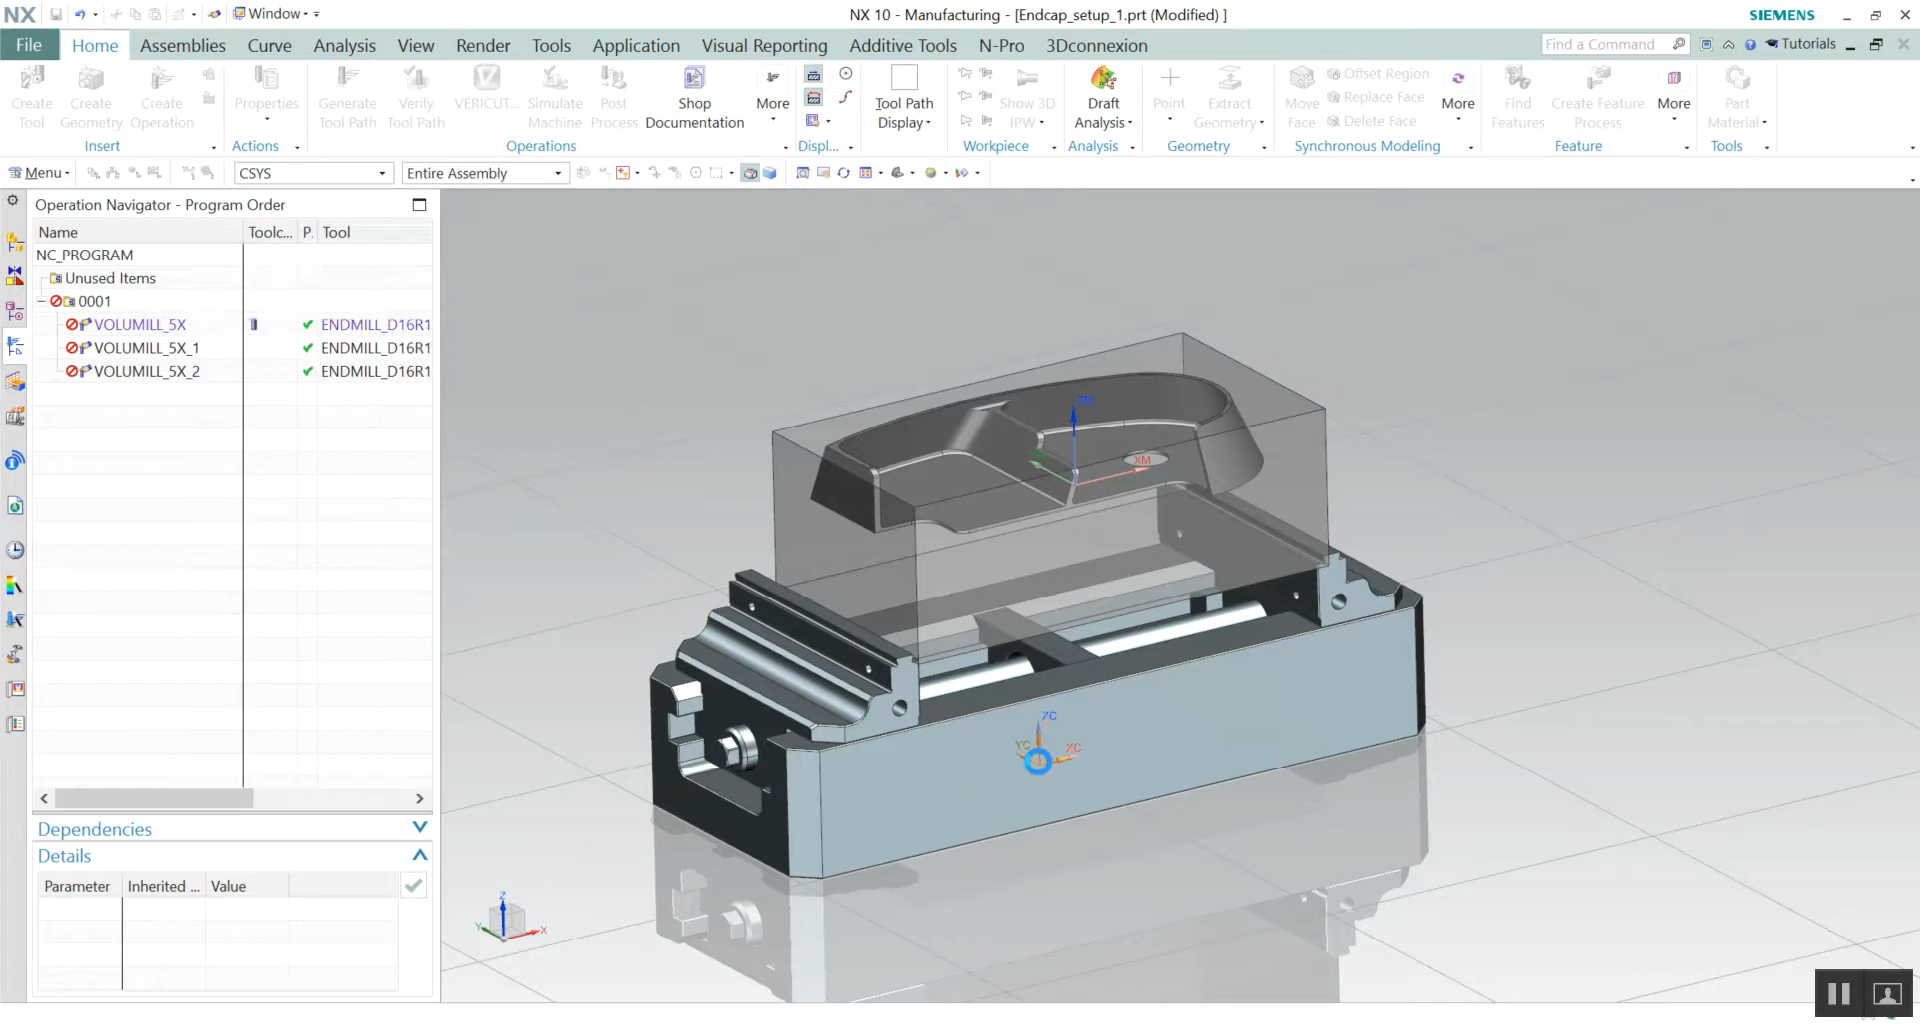 NX Window NX 10 - Manufacturing - [Endcap_setup_1.prt (Modified) ] SIEMENS
File Home Assemblies Curve Analysis View Render Tools Application Visual Reporting Additive Tools N-Pro 3Dconnexion Find a Command Tutorials
Create Tool
Create Geometry
Create Operation
Properties
Generate Tool Path
Verify Tool Path
VERICUT...
Simulate Machine
Post Process
Shop Documentation
More
Tool Path Display
Show 3D IPW
Draft Analysis
Point
Extract Geometry
Move Face
Offset Region
Replace Face
Delete Face
More
Find Features
Create Feature Process
More
Part Material
Insert Actions Operations Displ... Workpiece Analysis Geometry Synchronous Modeling Feature Tools
Menu CSYS Entire Assembly
Operation Navigator - Program Order
Name Toolc... P. Tool
NC_PROGRAM
Unused Items
0001
VOLUMILL_5X ENDMILL_D16R1
VOLUMILL_5X_1 ENDMILL_D16R1
VOLUMILL_5X_2 ENDMILL_D16R1
Dependencies
Details
Parameter Inherited ... Value
ZM
XM
ZC
YC XC
Z
Y X